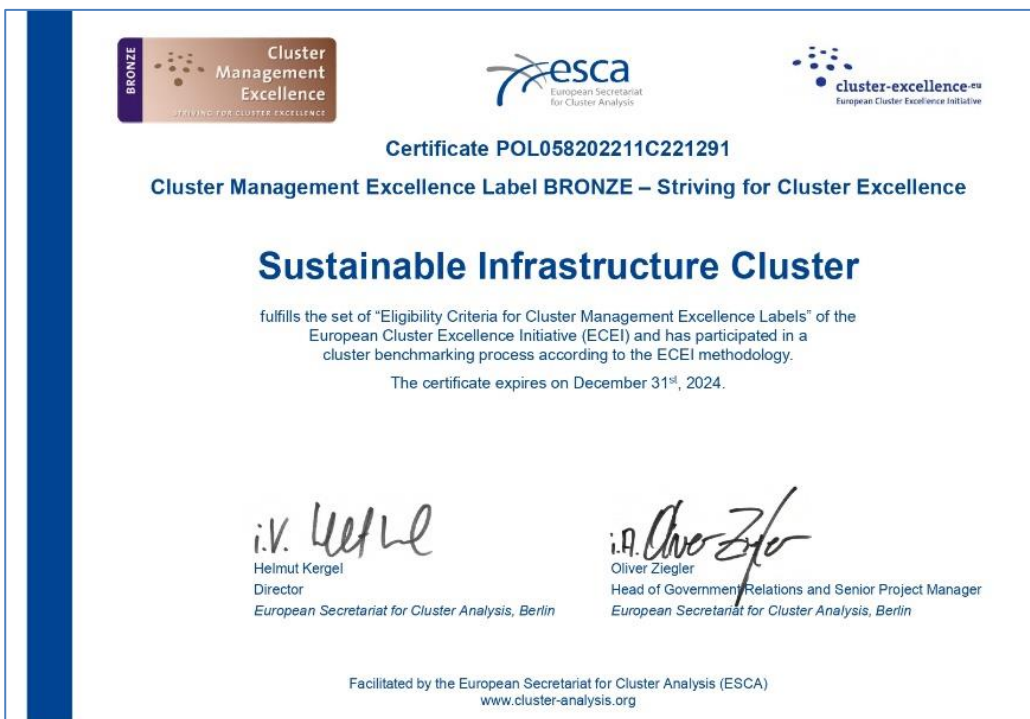 BRONZE
Cluster
Management
Excellence
STRIVING FOR CLUSTER EXCELLENCE
esca
European Secretariat
for Cluster Analysis
cluster-excellence.eu
European Cluster Excellence Initiative
Certificate POL058202211C221291
Cluster Management Excellence Label BRONZE – Striving for Cluster Excellence
Sustainable Infrastructure Cluster
fulfills the set of “Eligibility Criteria for Cluster Management Excellence Labels” of the
European Cluster Excellence Initiative (ECEI) and has participated in a
cluster benchmarking process according to the ECEI methodology.
The certificate expires on December 31st, 2024.
i.V.
i.A. Oliver Ziegler
Helmut Kergel
Director
European Secretariat for Cluster Analysis, Berlin
Oliver Ziegler
Head of Government Relations and Senior Project Manager
European Secretariat for Cluster Analysis, Berlin
Facilitated by the European Secretariat for Cluster Analysis (ESCA)
www.cluster-analysis.org